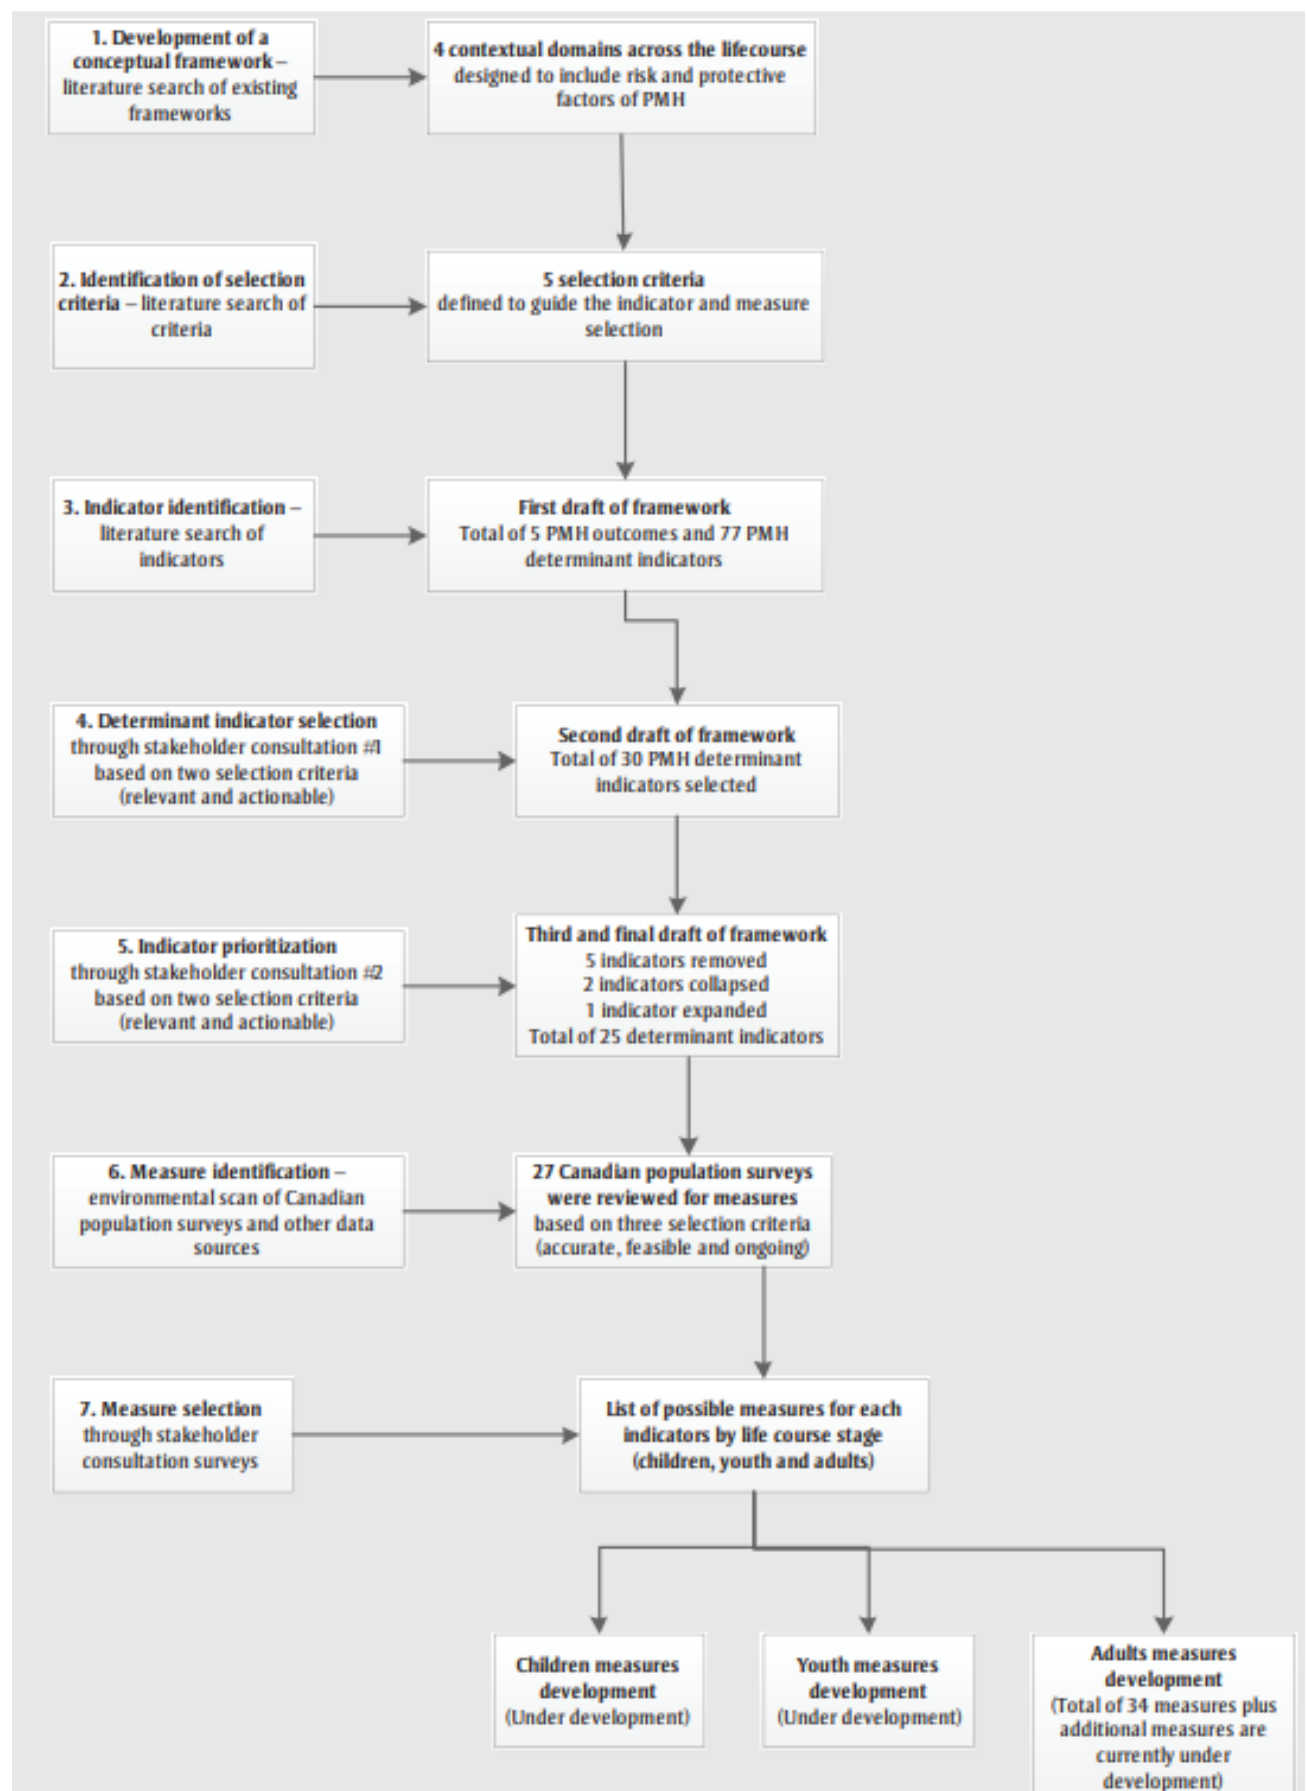 1. Development of a
conceptual framework –
literature search of existing
frameworks
4 contextual domains across the lifecourse
designed to include risk and protective
factors of PMH
2. Identification of selection
criteria – literature search of
criteria
5 selection criteria
defined to guide the indicator and measure
selection
3. Indicator identification –
literature search of
indicators
First draft of framework
Total of 5 PMH outcomes and 77 PMH
determinant indicators
4. Determinant indicator selection
through stakeholder consultation #1
based on two selection criteria
(relevant and actionable)
Second draft of framework
Total of 30 PMH determinant
indicators selected
5. Indicator prioritization
through stakeholder consultation #2
based on two selection criteria
(relevant and actionable)
Third and final draft of framework
5 indicators removed
2 indicators collapsed
1 indicator expanded
Total of 25 determinant indicators
6. Measure identification –
environmental scan of Canadian
population surveys and other data
sources
27 Canadian population surveys
were reviewed for measures
based on three selection criteria
(accurate, feasible and ongoing)
7. Measure selection
through stakeholder
consultation surveys
List of possible measures for each
indicators by life course stage
(children, youth and adults)
Children measures
development
(Under development)
Youth measures
development
(Under development)
Adults measures
development
(Total of 34 measures plus
additional measures are
currently under
development)